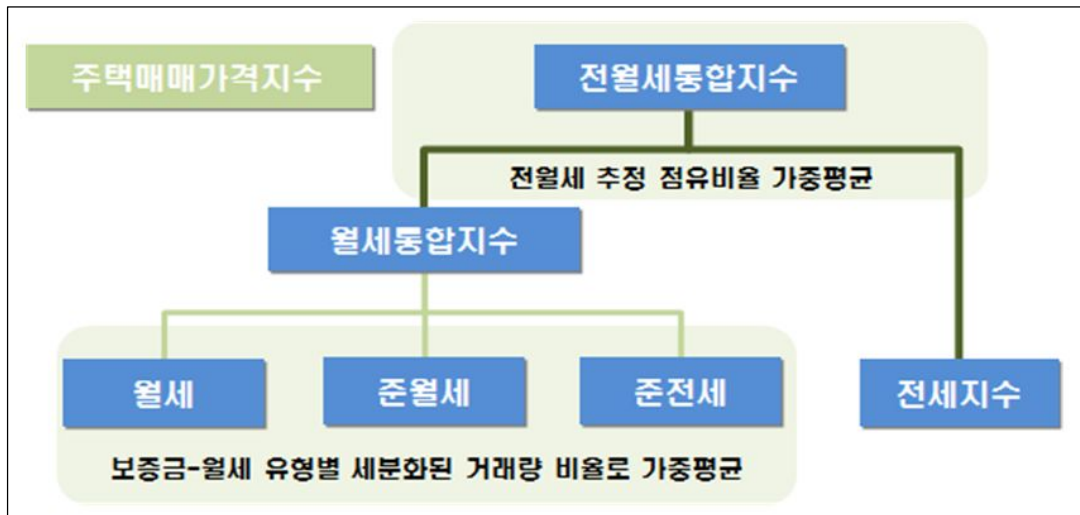 주택매매가격지수
전월세통합지수
전월세 추정 점유비율 가중평균
월세통합지수
월세
준월세
준전세
전세지수
보증금-월세 유형별 세분화된 거래량 비율로 가중평균